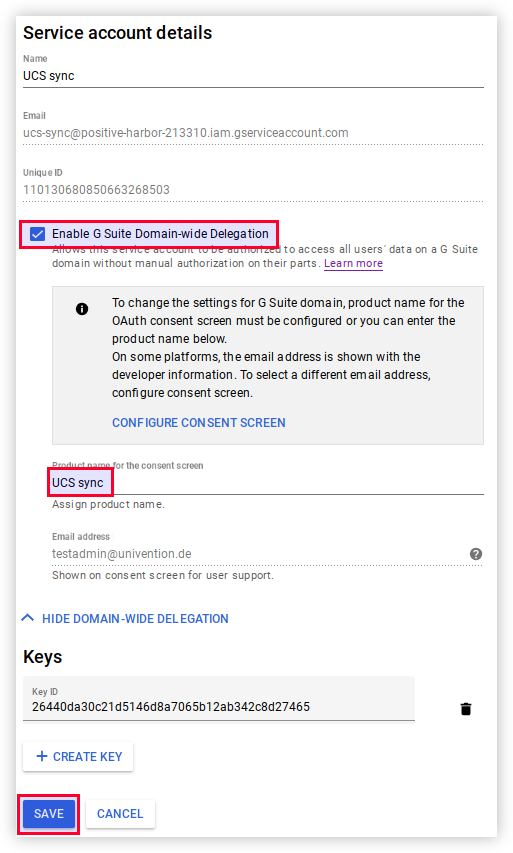 Service account details
Name
UCS sync
Email
ucs-sync@positive-harbor-213310.iam.gserviceaccount.com
Unique ID
110130680850663268503
Enable G Suite Domain-wide Delegation
Allows this service account to be authorized to access all users' data on a G Suite
domain without manual authorization on their parts. Learn more
To change the settings for G Suite domain, product name for the
OAuth consent screen must be configured or you can enter the
product name below.
On some platforms, the email address is shown with the
developer information. To select a different email address,
configure consent screen.
CONFIGURE CONSENT SCREEN
Product name for the consent screen
UCS sync
Assign product name.
Email address
testadmin@univention.de
Shown on consent screen for user support.
HIDE DOMAIN-WIDE DELEGATION
Keys
Key ID
26440da30c21d5146d8a7065b12ab342c8d27465
+ CREATE KEY
SAVE CANCEL